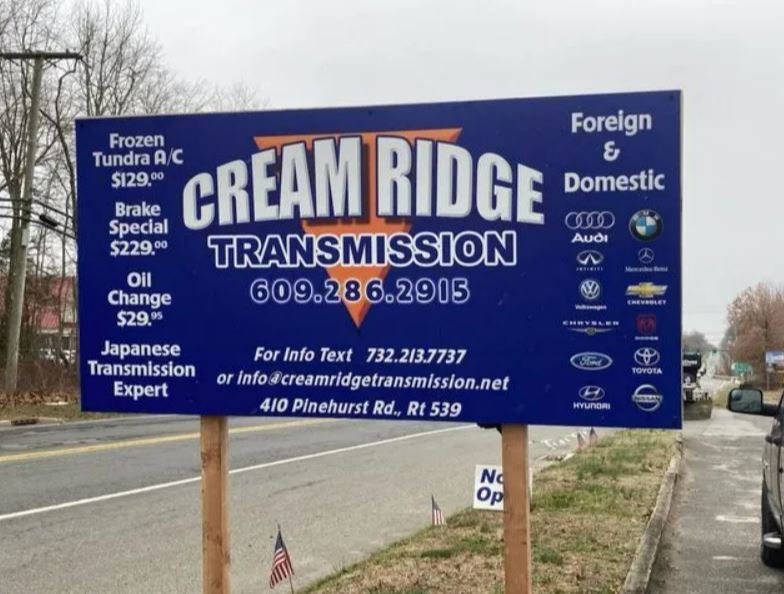 Frozen
Tundra A/C
$129.00
Brake
Special
$229.00
Oil
Change
$29.95
Japanese
Transmission
Expert
CREAM RIDGE
TRANSMISSION
609.286.2915
For Info Text 732.213.7737
or info@creamridgetransmission.net
410 Pinehurst Rd., Rt 539
Foreign
&
Domestic
Audi
BMW
INFINITI
Mercedes-Benz
Volkswagen
CHEVROLET
CHRYSLER
DODGE
Ford
TOYOTA
HYUNDAI
NISSAN